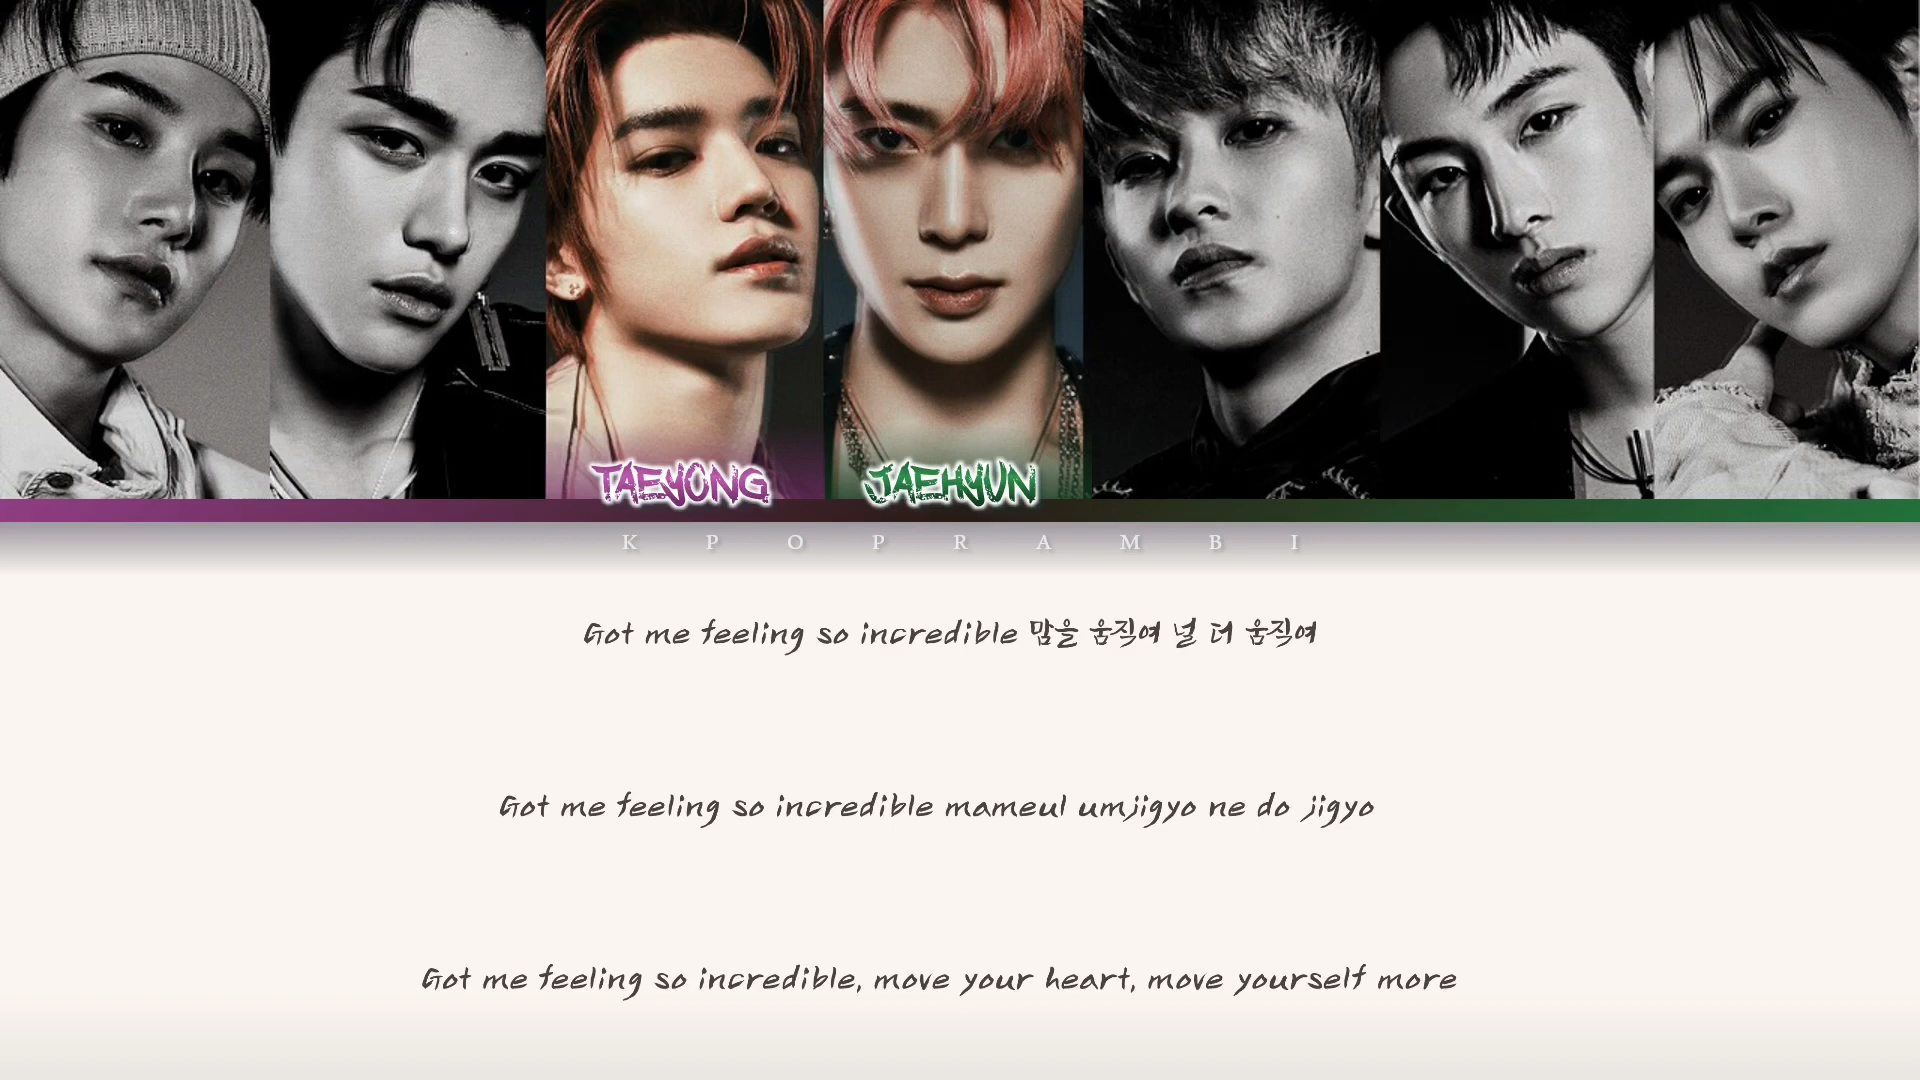 TAEYONG JAEHYUN
KPOPRAMBI
Got me feeling so incredible 맘을 움직여 널 더 움직여
Got me feeling so incredible mameul umjigyo ne do jigyo
Got me feeling so incredible, move your heart, move yourself more